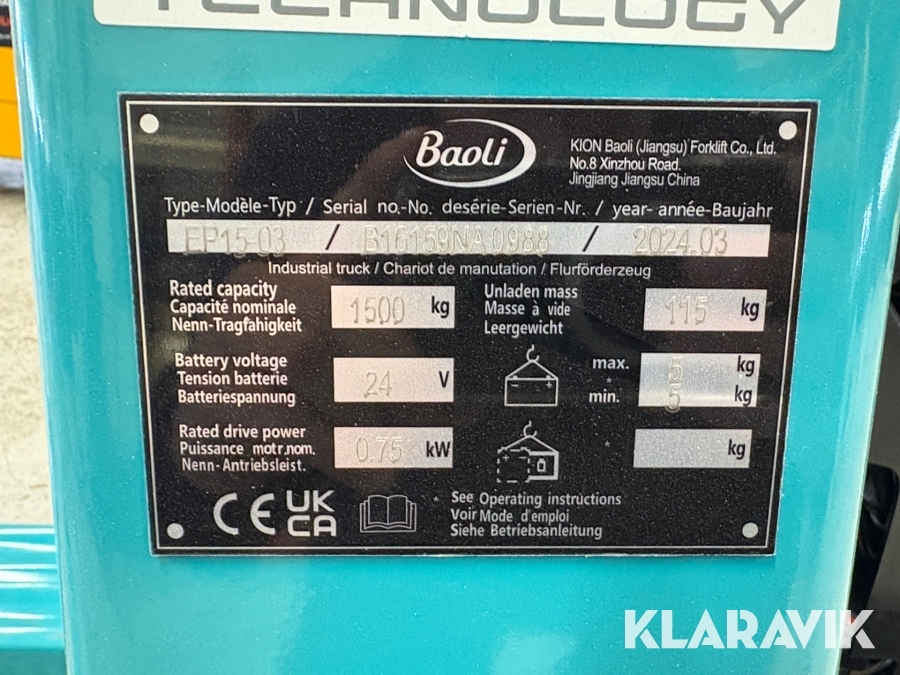 TECHNOLOGY
Baoli
KION Baoli (Jiangsu) Forklift Co., Ltd.
No.8 Xinzhou Road.
Jingjiang Jiangsu China
Type-Modèle-Typ / Serial no.-No. desérie-Serien-Nr. / year- année-Baujahr
EP15-03 / B16159NA0988 / 2024.03
Industrial truck / Chariot de manutation / Flurförderzeug
Rated capacity
Capacité nominale
Nenn-Tragfahigkeit
1500 kg
Unladen mass
Masse à vide
Leergewicht
115 kg
Battery voltage
Tension batterie
Batteriespannung
24 V
max. 5 kg
*
min. 5 kg
Rated drive power
Puissance motr.nom.
Nenn-Antriebsleist.
0.75 kW
* kg
CE UK
CA
* See Operating instructions
Voir Mode d'emploi
Siehe Betriebsanleitung
KLARAVIK